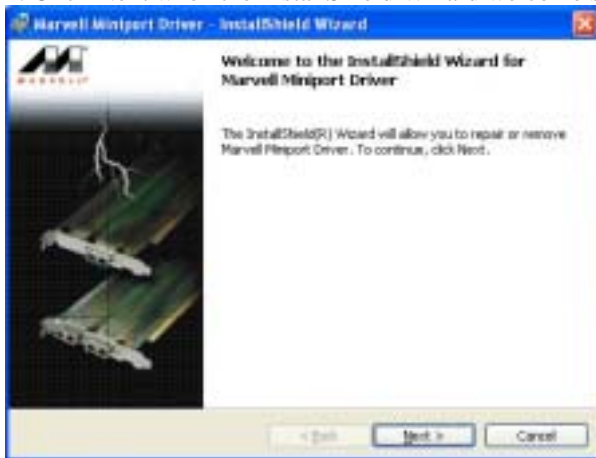 Marvell Miniport Driver - InstallShield Wizard
MARVELL
Welcome to the InstallShield Wizard for
Marvell Miniport Driver
The InstallShield(R) Wizard will allow you to repair or remove
Marvell Miniport Driver. To continue, click Next.
< Back
Next >
Cancel